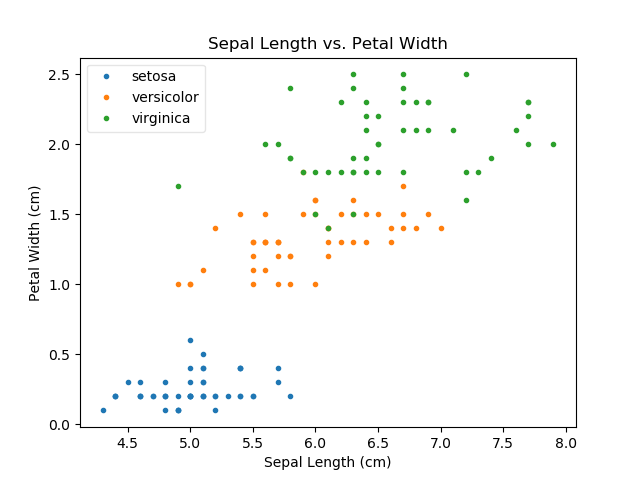 Sepal Length vs. Petal Width
setosa
versicolor
virginica
Petal Width (cm)
2.5
2.0
1.5
1.0
0.5
0.0
4.5 5.0 5.5 6.0 6.5 7.0 7.5 8.0
Sepal Length (cm)